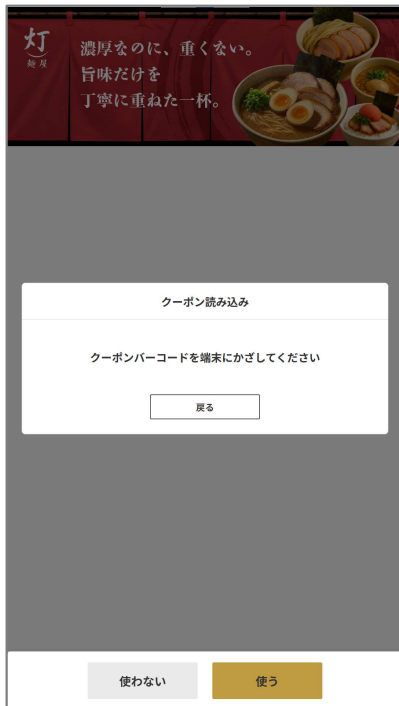 灯
麺屋
濃厚なのに、重くない。
旨味だけを
丁寧に重ねた一杯。
クーポン読み込み
クーポンバーコードを端末にかざしてください
戻る
使わない
使う